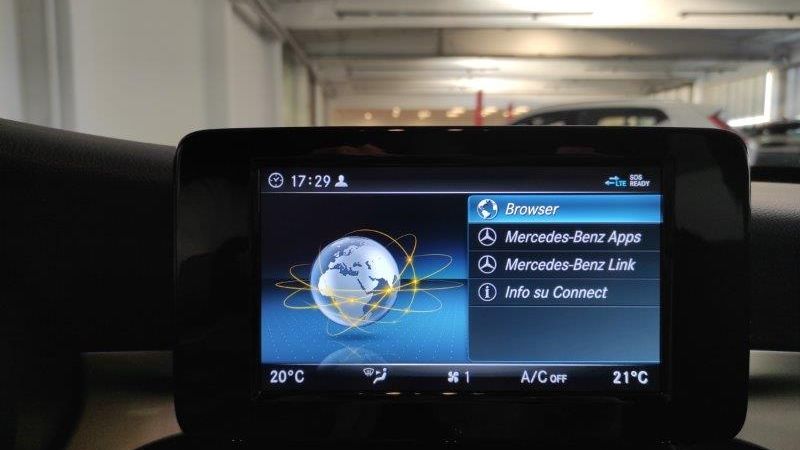 17:29
LTE SOS READY
Browser
Mercedes-Benz Apps
Mercedes-Benz Link
Info su Connect
20°C 1 A/C OFF 21°C